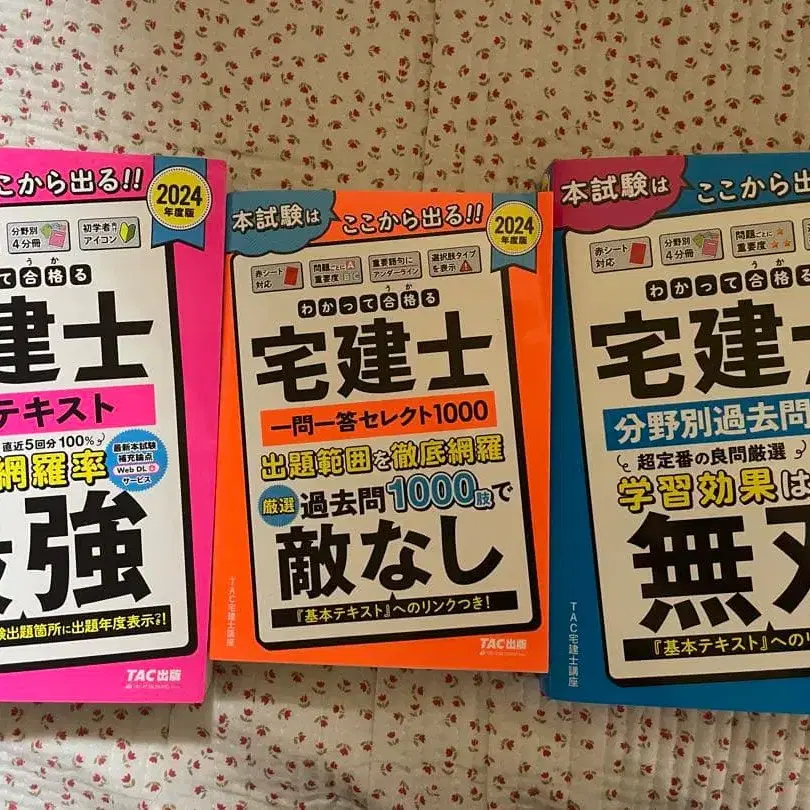 ここから出る!!
2024
年度版
分野別
4分冊
初学者向け
アイコン
って合格る
うか
建士
テキスト
直近5回分100%
網羅率
最新本試験
補充論点
Web DL
サービス
強
験出題箇所に出題年度表示!
TAC出版
本試験は
ここから出る!!
2024
年度版
赤シート
対応
問題ごとに
重要度
重要語句に
アンダーライン
選択肢タイプ
を表示
うか
わかって合格る
宅建士
一問一答セレクト1000
出題範囲を徹底網羅
厳選
過去問1000肢で
敵なし
『基本テキスト』へのリンクつき!
TAC宅建士講座
TAC出版
本試験は
ここから出
赤シート
対応
分野別
4分冊
問題ごとに
重要度
うか
わかって合格る
宅建士
分野別過去問
超定番の良問厳選
学習効果は
無
『基本テキスト』へのリ
TAC宅建士講座